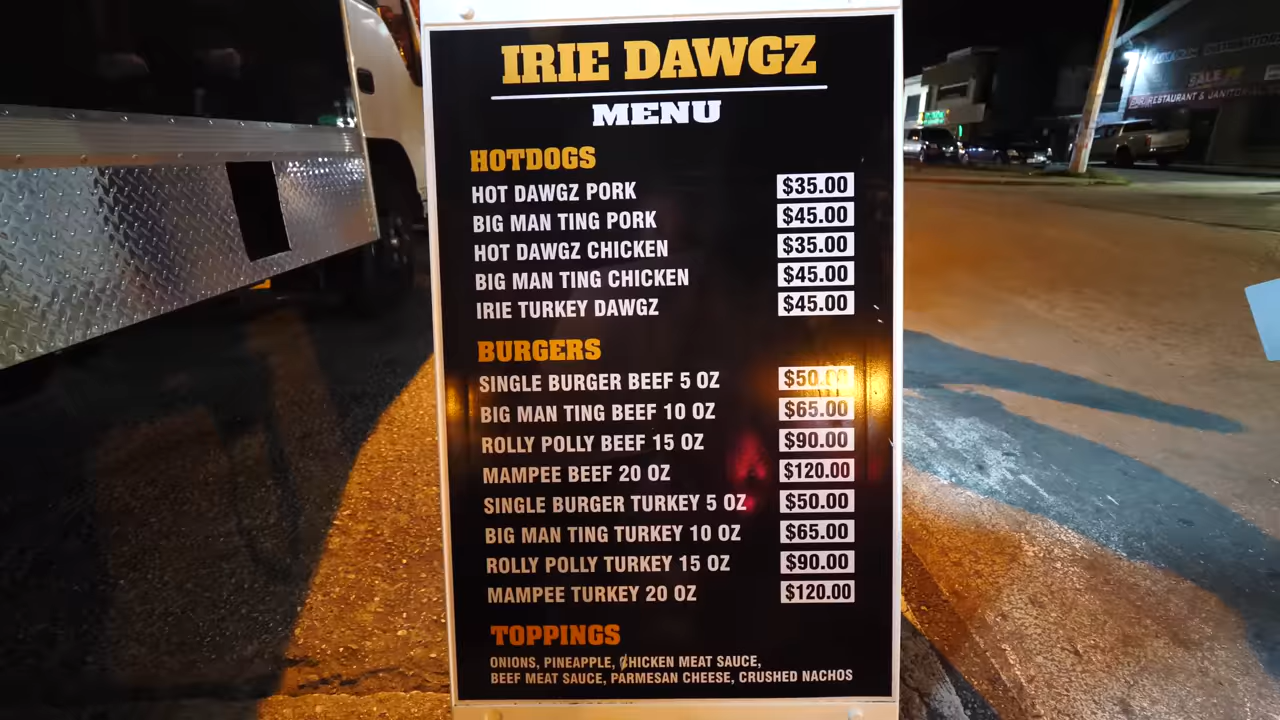 IRIE DAWGZ
MENU
HOTDOGS
HOT DAWGZ PORK $35.00
BIG MAN TING PORK $45.00
HOT DAWGZ CHICKEN $35.00
BIG MAN TING CHICKEN $45.00
IRIE TURKEY DAWGZ $45.00
BURGERS
SINGLE BURGER BEEF 5 OZ $50.00
BIG MAN TING BEEF 10 OZ $65.00
ROLLY POLLY BEEF 15 OZ $90.00
MAMPEE BEEF 20 OZ $120.00
SINGLE BURGER TURKEY 5 OZ $50.00
BIG MAN TING TURKEY 10 OZ $65.00
ROLLY POLLY TURKEY 15 OZ $90.00
MAMPEE TURKEY 20 OZ $120.00
TOPPINGS
ONIONS, PINEAPPLE, CHICKEN MEAT SAUCE,
BEEF MEAT SAUCE, PARMESAN CHEESE, CRUSHED NACHOS
SALE
RESTAURANT &